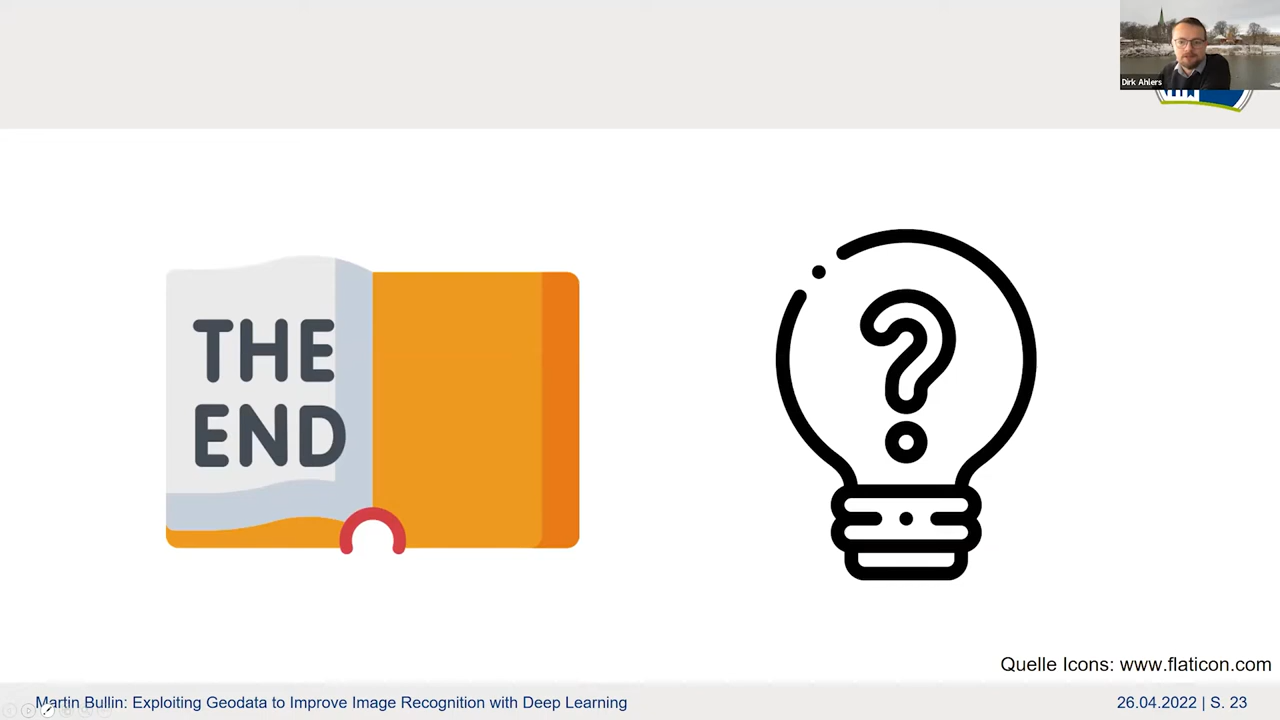 Dirk Ahlers
THE
END
?
Quelle Icons: www.flaticon.com
Martin Bullin: Exploiting Geodata to Improve Image Recognition with Deep Learning
26.04.2022 | S. 23